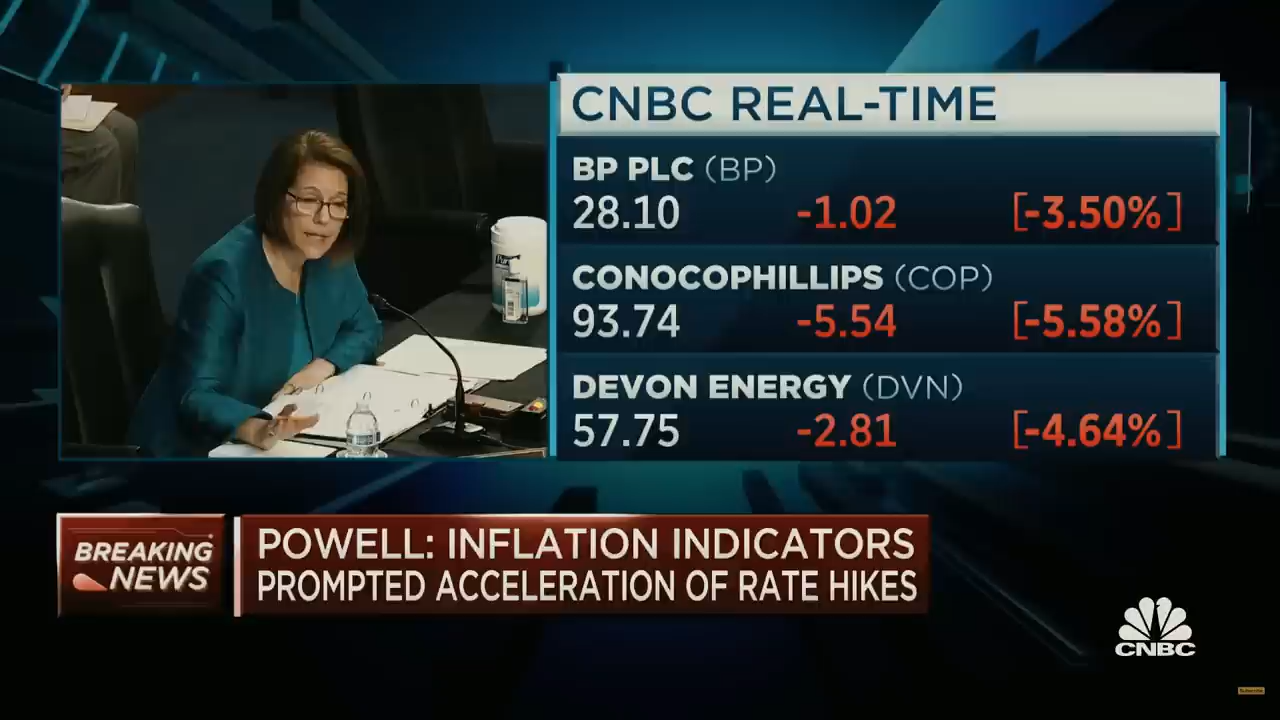 CNBC REAL-TIME
BP PLC (BP)
28.10 -1.02 [-3.50%]
CONOCOPHILLIPS (COP)
93.74 -5.54 [-5.58%]
DEVON ENERGY (DVN)
57.75 -2.81 [-4.64%]
BREAKING NEWS
POWELL: INFLATION INDICATORS
PROMPTED ACCELERATION OF RATE HIKES
CNBC
Subscribe